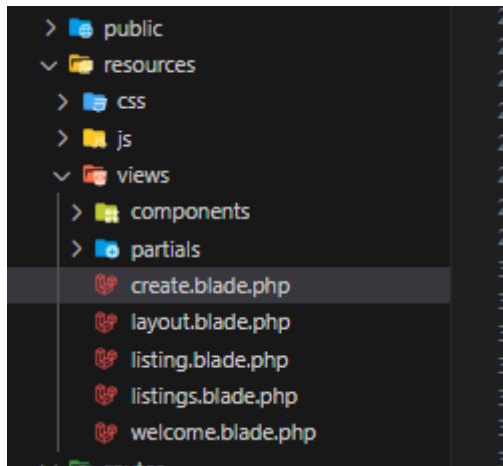 public
resources
css
js
views
components
partials
create.blade.php
layout.blade.php
listing.blade.php
listings.blade.php
welcome.blade.php